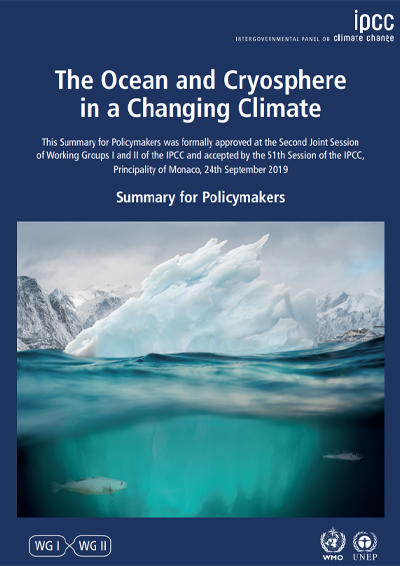 ipcc
INTERGOVERNMENTAL PANEL ON climate change
The Ocean and Cryosphere
in a Changing Climate
This Summary for Policymakers was formally approved at the Second Joint Session
of Working Groups I and II of the IPCC and accepted by the 51th Session of the IPCC,
Principality of Monaco, 24th September 2019
Summary for Policymakers
WG I WG II
WMO UNEP